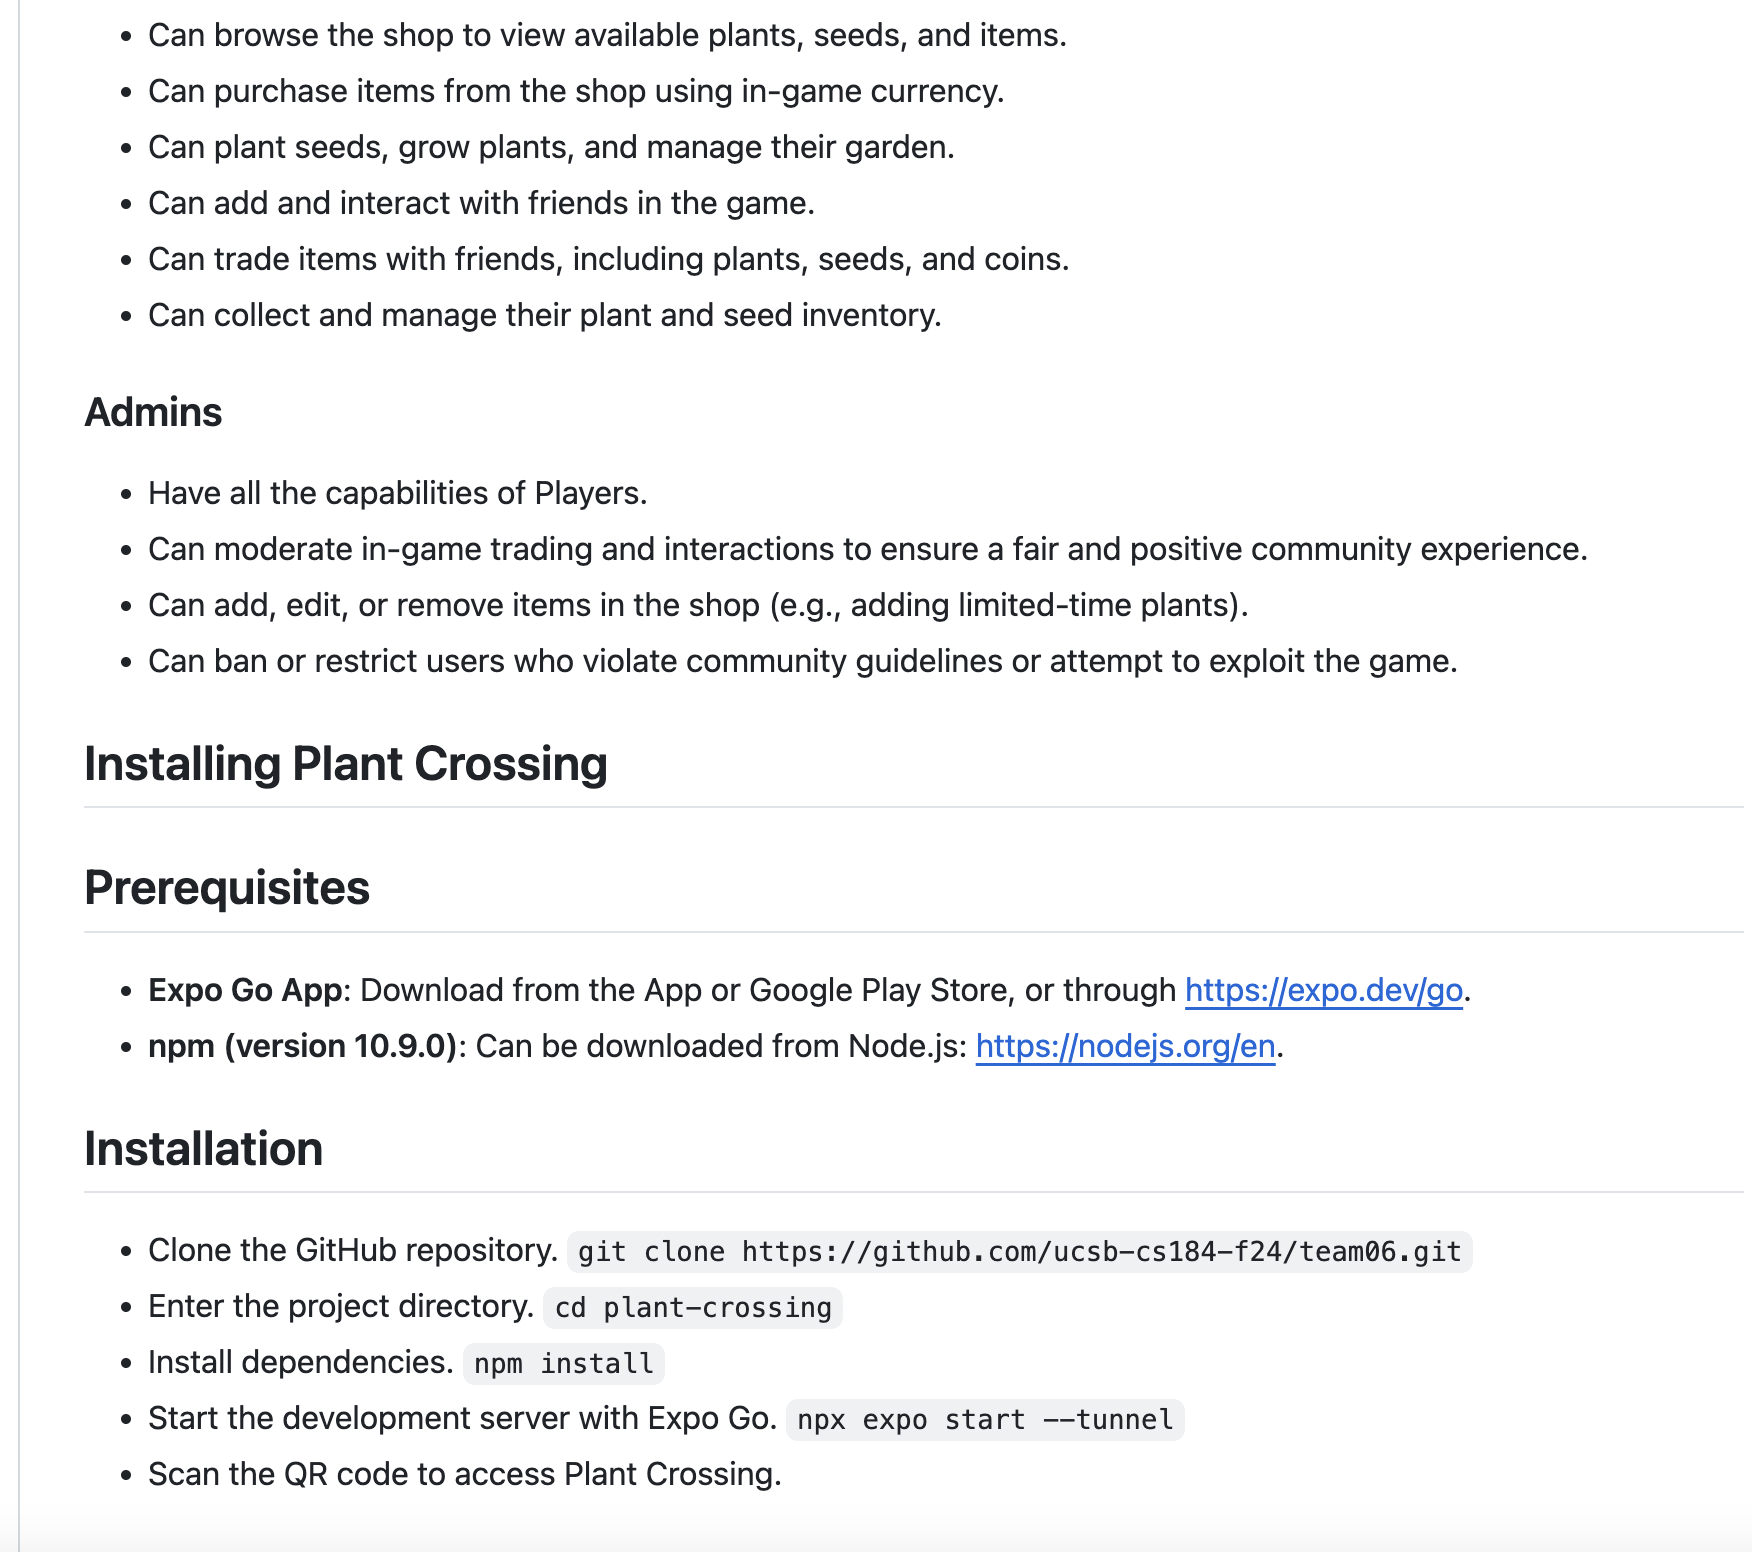 Can browse the shop to view available plants, seeds, and items.
Can purchase items from the shop using in-game currency.
Can plant seeds, grow plants, and manage their garden.
Can add and interact with friends in the game.
Can trade items with friends, including plants, seeds, and coins.
Can collect and manage their plant and seed inventory.
Admins
Have all the capabilities of Players.
Can moderate in-game trading and interactions to ensure a fair and positive community experience.
Can add, edit, or remove items in the shop (e.g., adding limited-time plants).
Can ban or restrict users who violate community guidelines or attempt to exploit the game.
Installing Plant Crossing
Prerequisites
Expo Go App: Download from the App or Google Play Store, or through https://expo.dev/go.
npm (version 10.9.0): Can be downloaded from Node.js: https://nodejs.org/en.
Installation
Clone the GitHub repository. git clone https://github.com/ucsb-cs184-f24/team06.git
Enter the project directory. cd plant-crossing
Install dependencies. npm install
Start the development server with Expo Go. npx expo start --tunnel
Scan the QR code to access Plant Crossing.